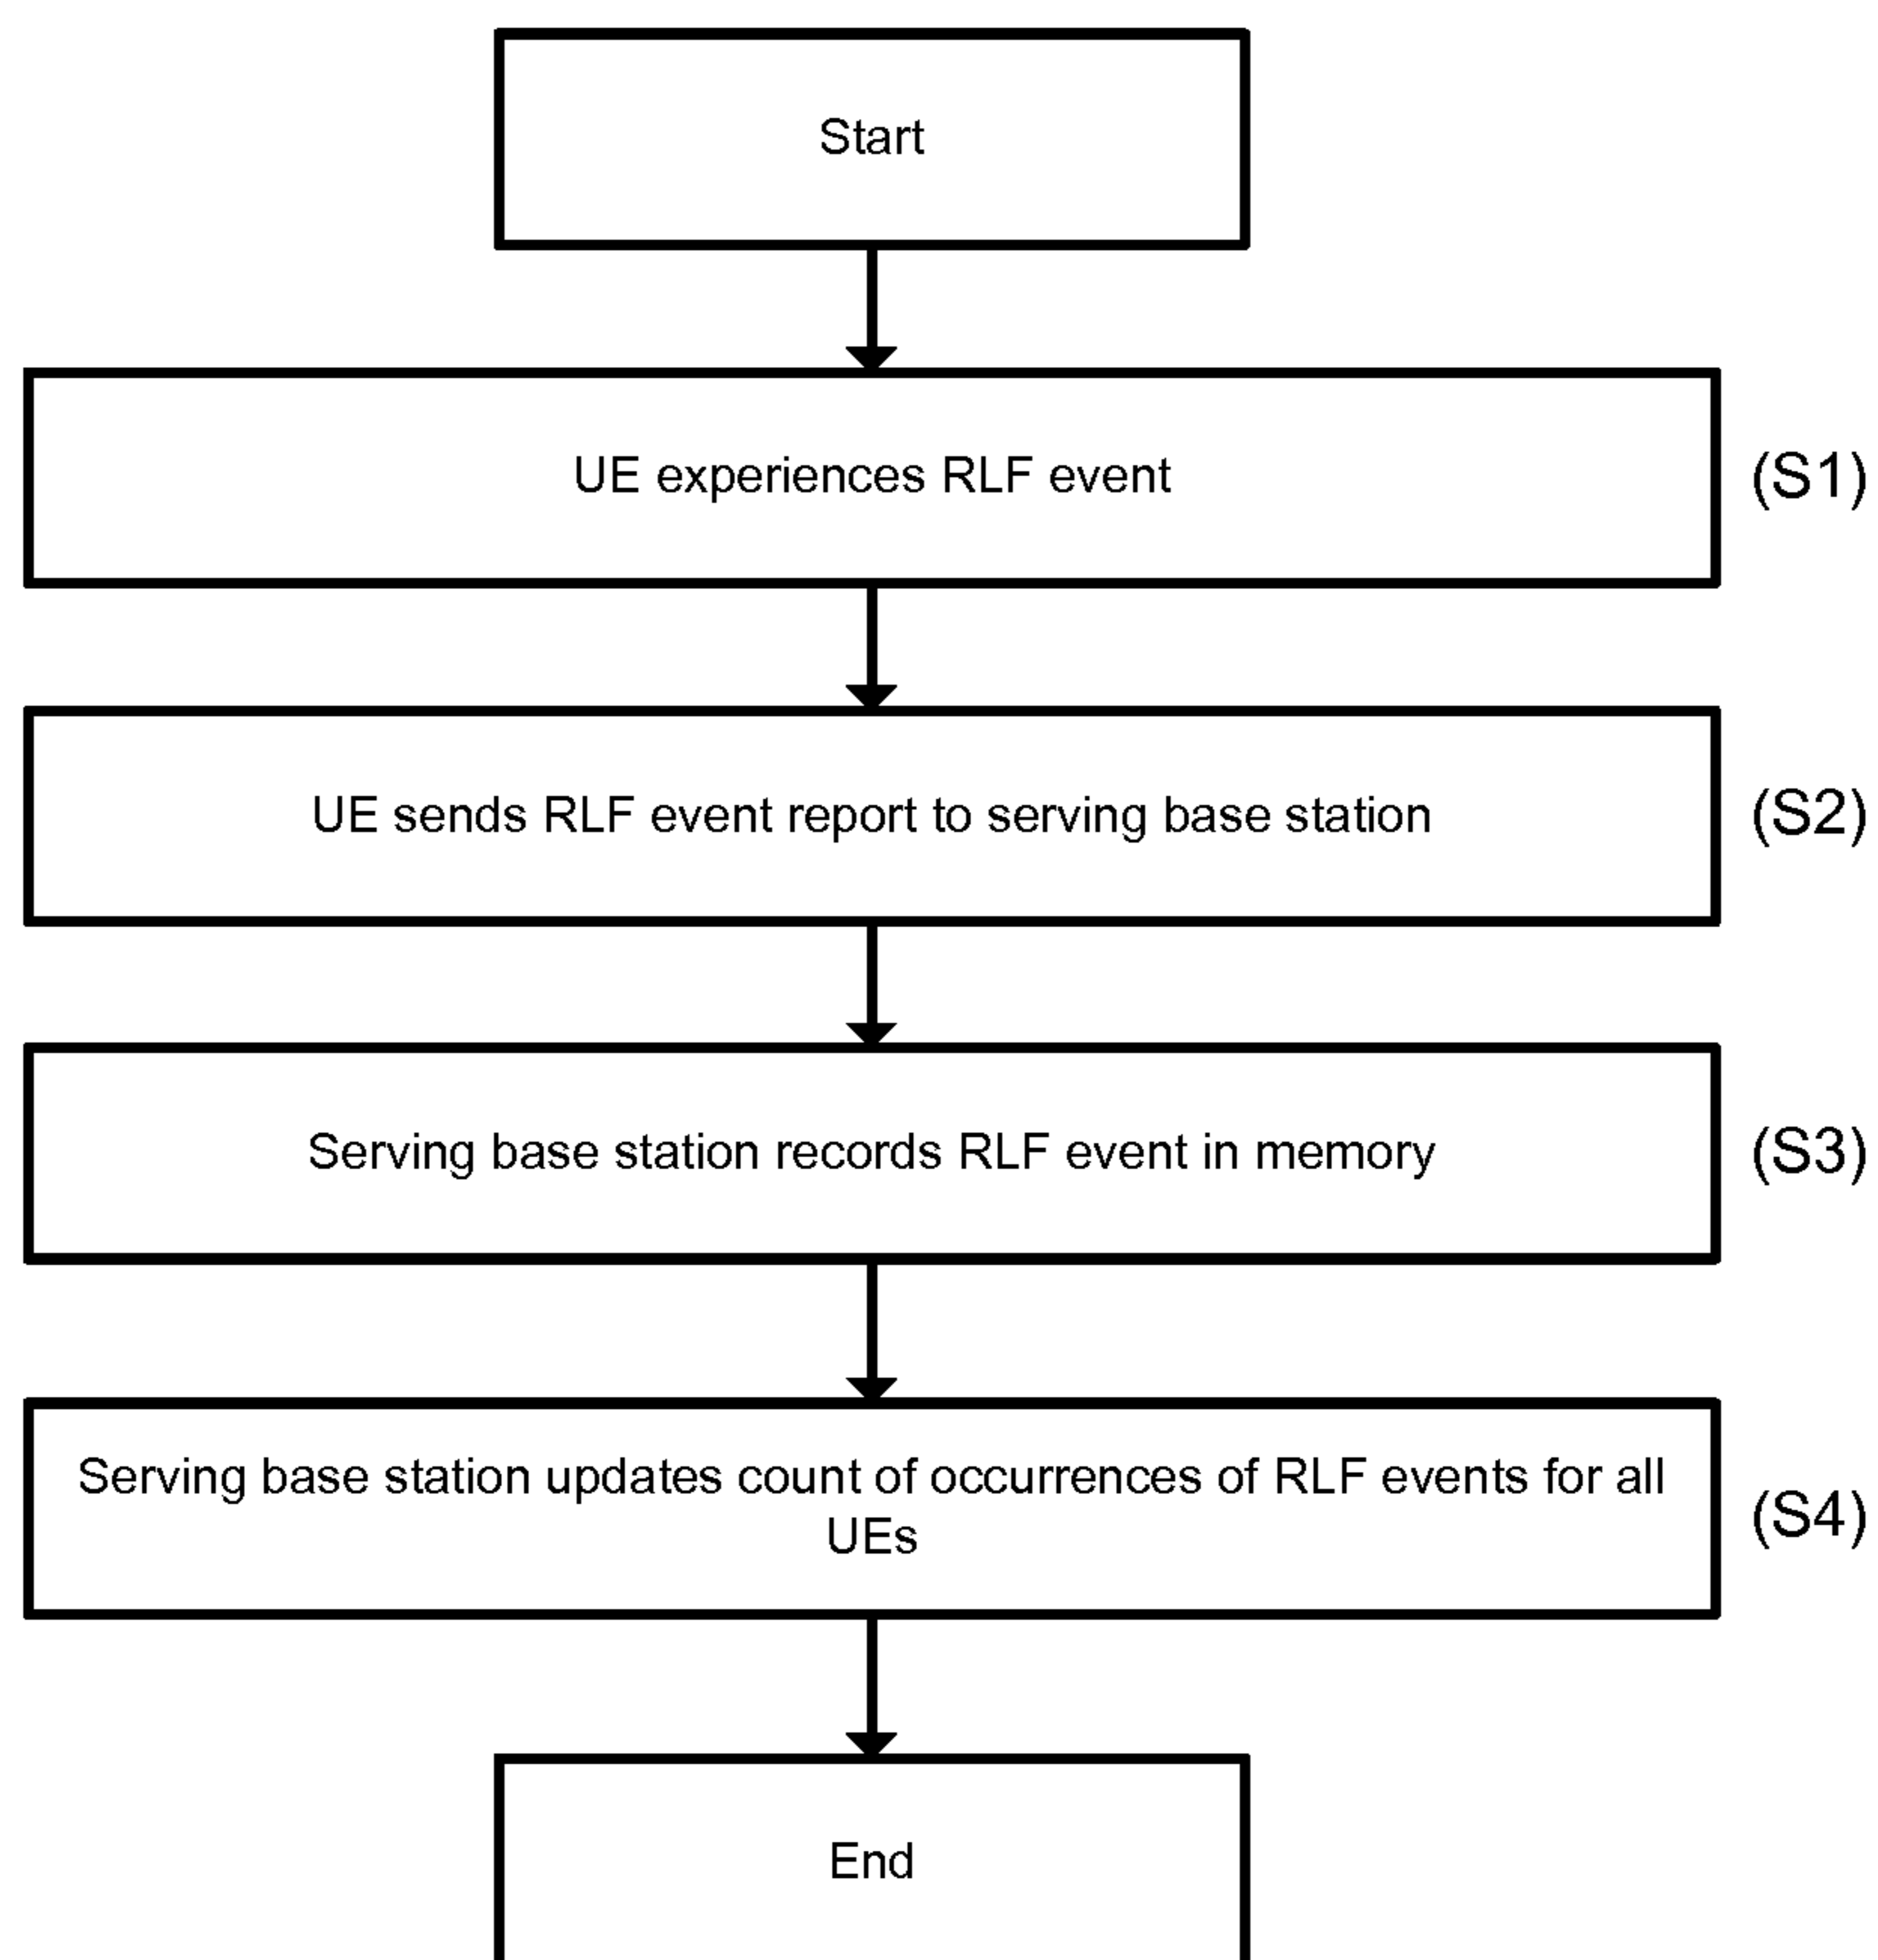 Start
UE experiences RLF event
(S1)
UE sends RLF event report to serving base station
(S2)
Serving base station records RLF event in memory
(S3)
Serving base station updates count of occurrences of RLF events for all
UEs
(S4)
End